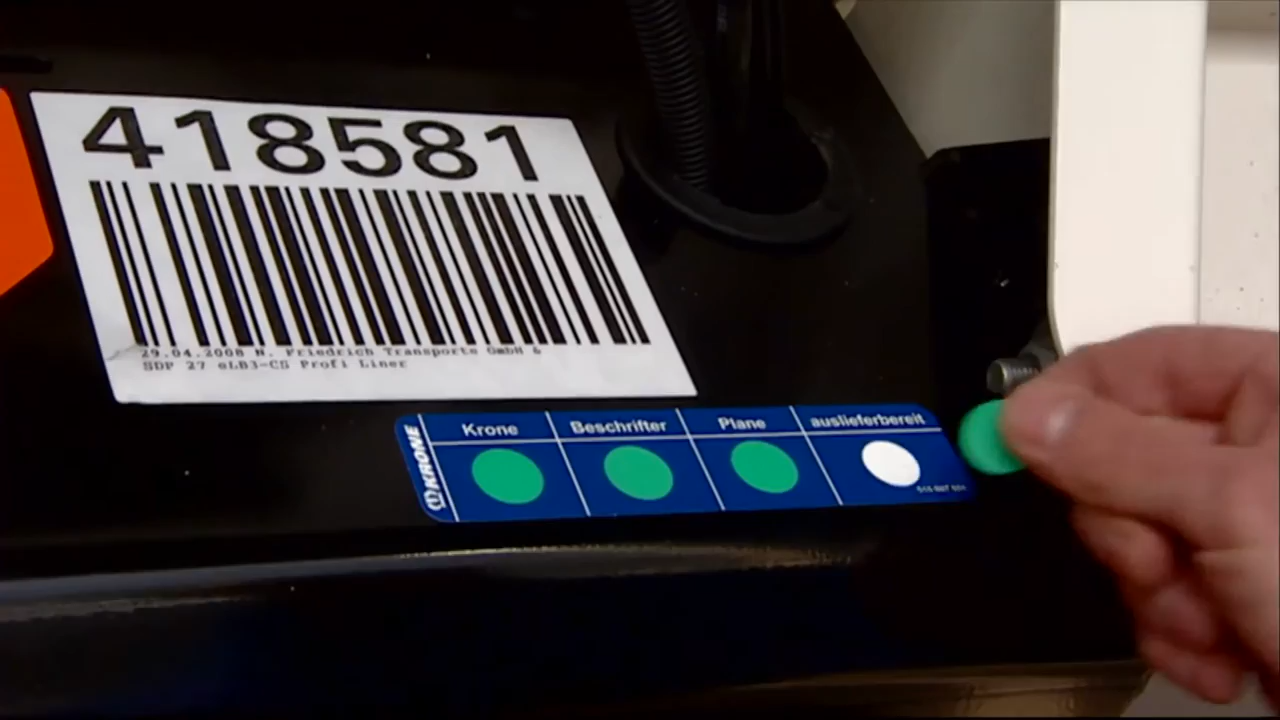 418581
29.04.2008 N. Friedrich Transporte GmbH &
SDP 27 eLB3-CS Profi Liner
KRONE
Krone Beschrifter Plane auslieferbereit